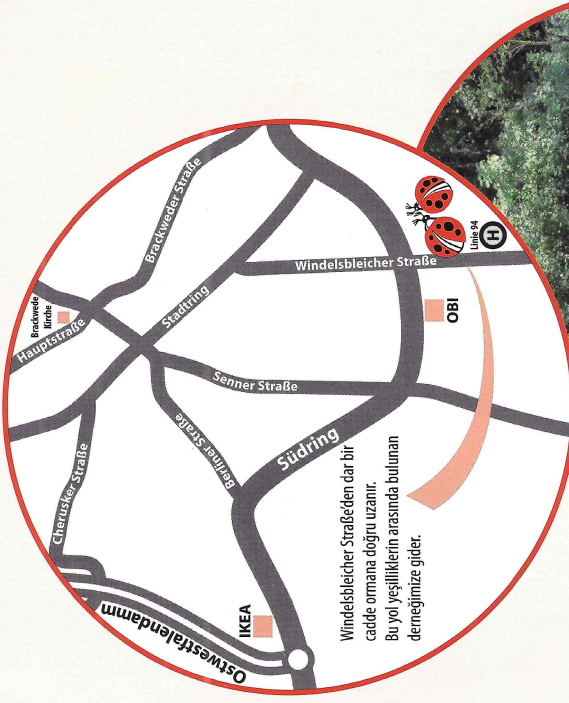 Brackweder Straße
Brackwede
Kirche
Hauptstraße
Stadtring
Windelsbleicher Straße
Linie 94
H
OBI
Senner Straße
Berliner Straße
Cherusker Straße
Südring
Ostwestfalendamm
IKEA
Windelsbleicher Straße'den dar bir
cadde ormana doğru uzanır.
Bu yol yeşilliklerin arasında bulunan
derneğimize gider.